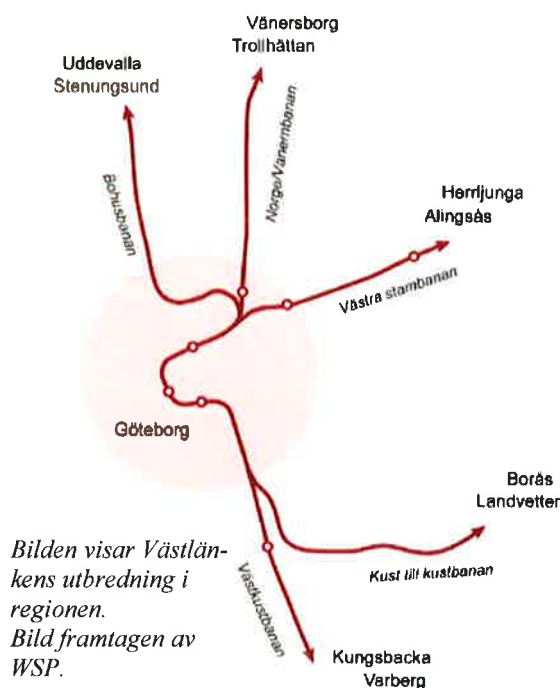 Vänersborg
Trollhättan
Uddevalla
Stenungsund
Bohusbanan
Norge/Vänernbanan
Herrljunga
Alingsås
Västra stambanan
Göteborg
Borås
Landvetter
Kust till kustbanan
Västkustbanan
Kungsbacka
Varberg
Bilden visar Västlän-
kens utbredning i
regionen.
Bild framtagen av
WSP.